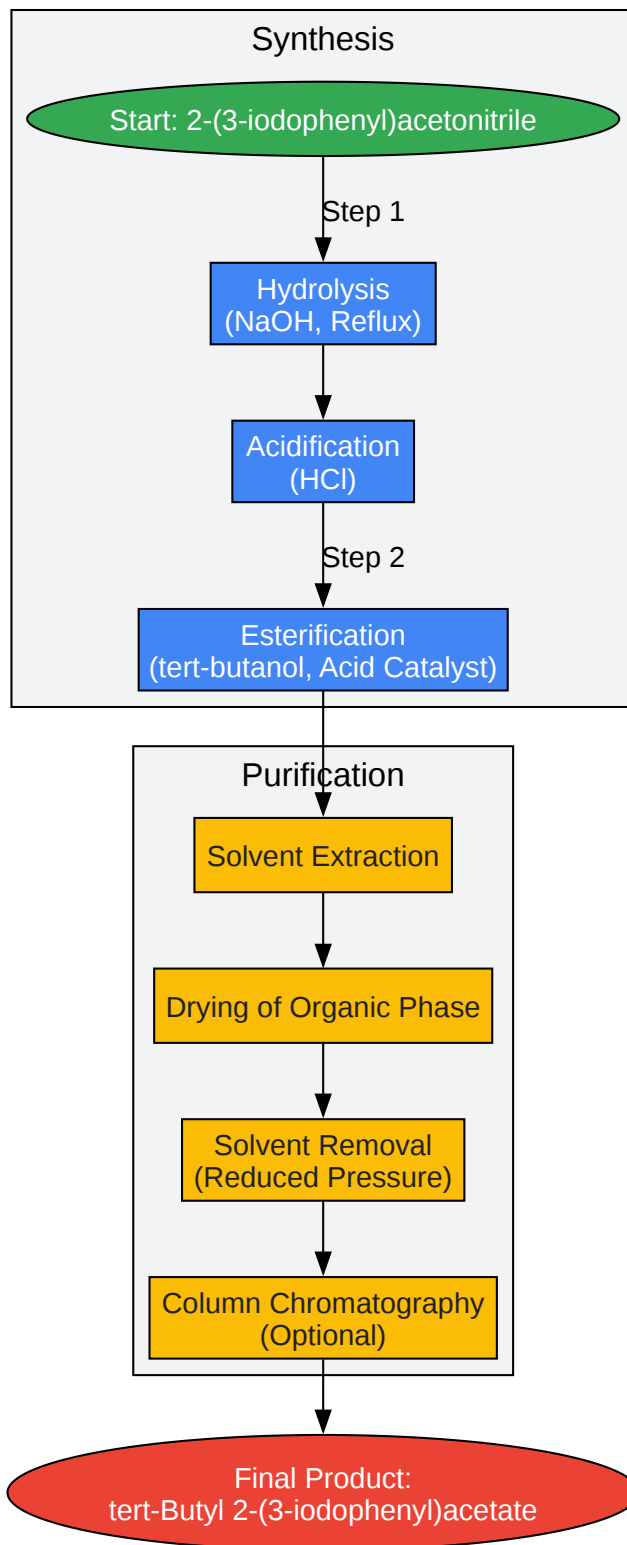 Synthesis
Start: 2-(3-iodophenyl)acetonitrile
Step 1
Hydrolysis
(NaOH, Reflux)
Acidification
(HCl)
Step 2
Esterification
(tert-butanol, Acid Catalyst)
Purification
Solvent Extraction
Drying of Organic Phase
Solvent Removal
(Reduced Pressure)
Column Chromatography
(Optional)
Final Product:
tert-Butyl 2-(3-iodophenyl)acetate